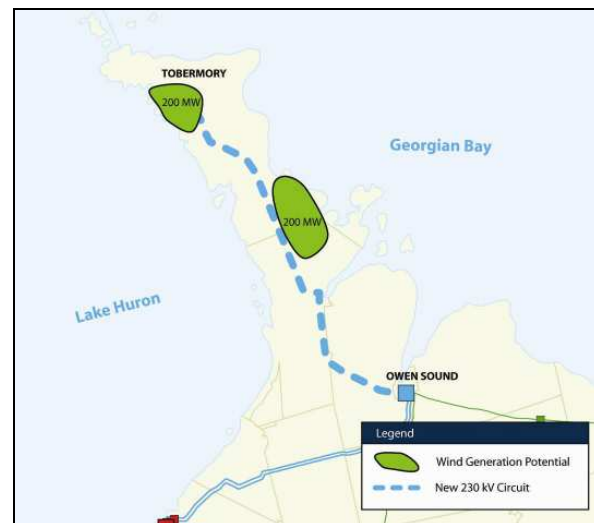 TOBERMORY
200 MW
Georgian Bay
200 MW
Lake Huron
OWEN SOUND
Legend
Wind Generation Potential
New 230 kV Circuit